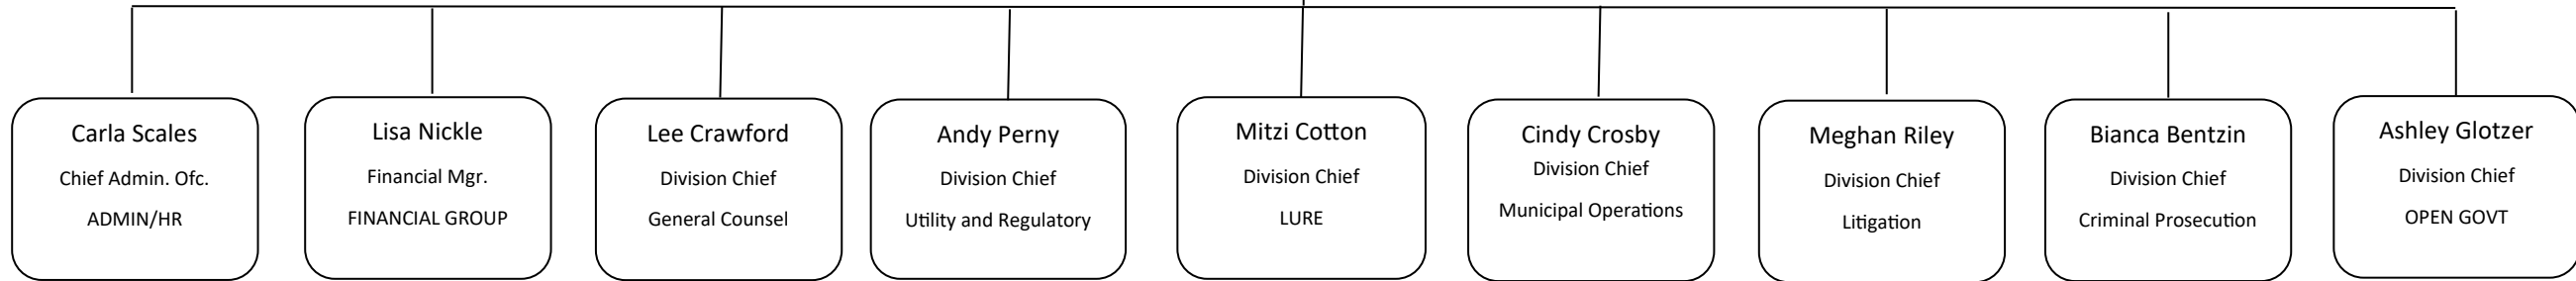 Carla Scales
Chief Admin. Ofc.
ADMIN/HR
Lisa Nickle
Financial Mgr.
FINANCIAL GROUP
Lee Crawford
Division Chief
General Counsel
Andy Perny
Division Chief
Utility and Regulatory
Mitzi Cotton
Division Chief
LURE
Cindy Crosby
Division Chief
Municipal Operations
Meghan Riley
Division Chief
Litigation
Bianca Bentzin
Division Chief
Criminal Prosecution
Ashley Glotzer
Division Chief
OPEN GOVT